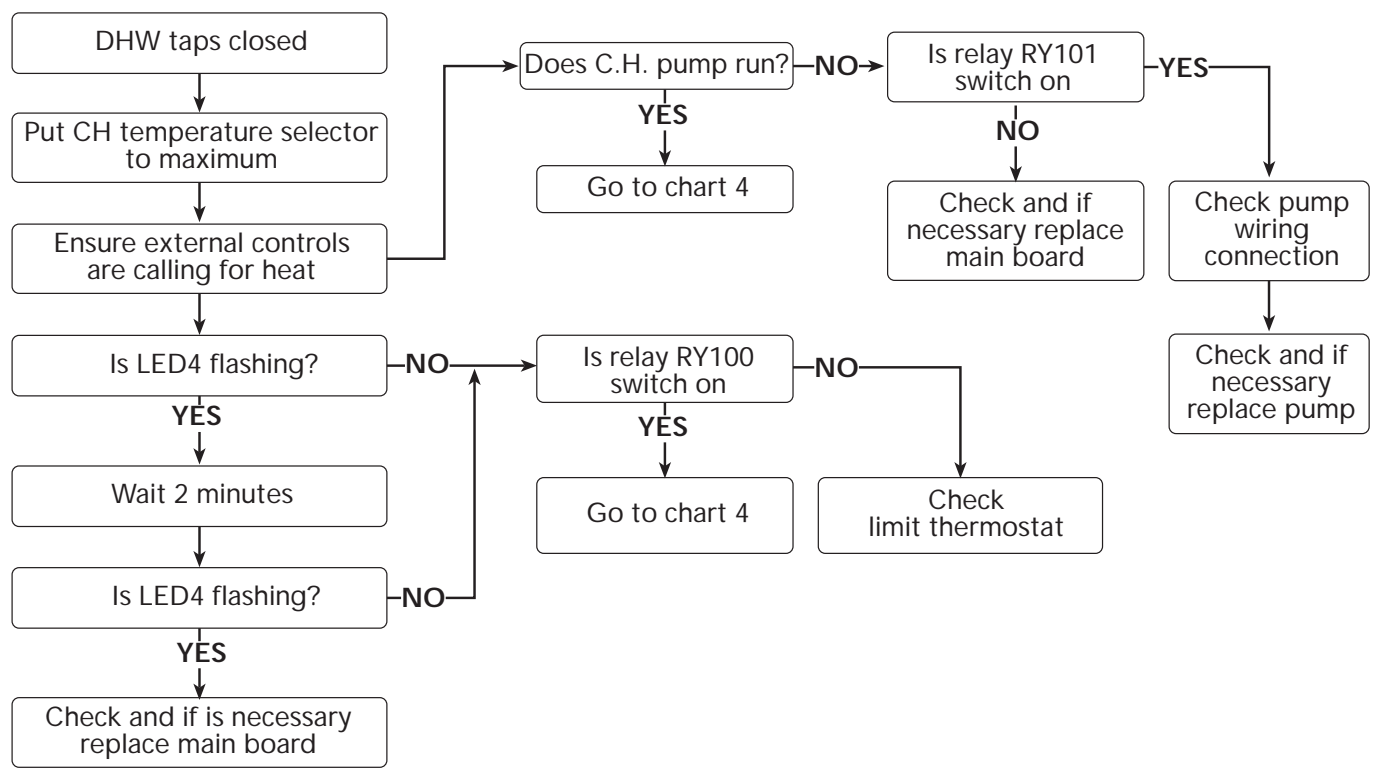 DHW taps closed
Put CH temperature selector
to maximum
Ensure external controls
are calling for heat
Is LED4 flashing?
NO
YES
Wait 2 minutes
Is LED4 flashing?
NO
YES
Check and if is necessary
replace main board
Does C.H. pump run?
NO
YES
Go to chart 4
Is relay RY101
switch on
YES
NO
Check and if
necessary replace
main board
Check pump
wiring
connection
Check and if
necessary
replace pump
Is relay RY100
switch on
NO
YES
Go to chart 4
Check
limit thermostat